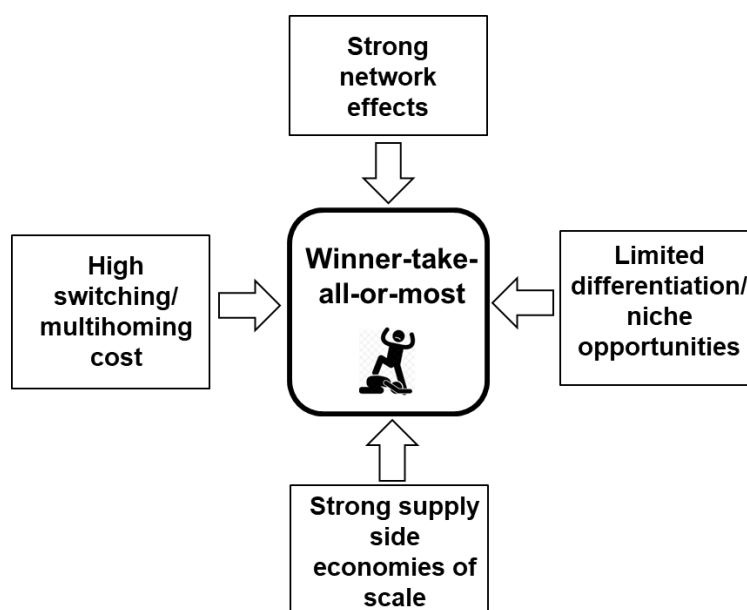 Strong
network
effects
High
switching/
multihoming
cost
Winner-take-
all-or-most
Limited
differentiation/
niche
opportunities
Strong supply
side
economies of
scale